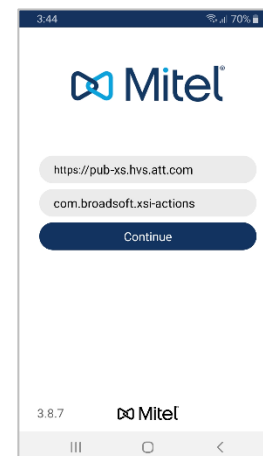 3:44 70%
Mitel®
https://pub-xs.hvs.att.com
com.broadsoft.xsi-actions
Continue
3.8.7 Mitel